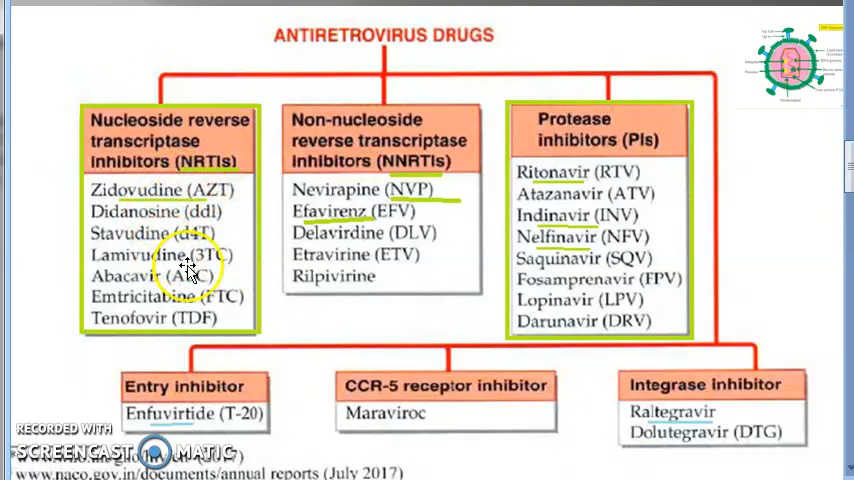 ANTIRETROVIRUS DRUGS
Nucleoside reverse
transcriptase
inhibitors (NRTIs)
Zidovudine (AZT)
Didanosine (ddl)
Stavudine (d4T)
Lamivudine (3TC)
Abacavir (ABC)
Emtricitabine (FTC)
Tenofovir (TDF)
Non-nucleoside
reverse transcriptase
inhibitors (NNRTIs)
Nevirapine (NVP)
Efavirenz (EFV)
Delavirdine (DLV)
Etravirine (ETV)
Rilpivirine
Protease
inhibitors (PIs)
Ritonavir (RTV)
Atazanavir (ATV)
Indinavir (INV)
Nelfinavir (NFV)
Saquinavir (SQV)
Fosamprenavir (FPV)
Lopinavir (LPV)
Darunavir (DRV)
Entry inhibitor
Enfuvirtide (T-20)
CCR-5 receptor inhibitor
Maraviroc
Integrase inhibitor
Raltegravir
Dolutegravir (DTG)
RECORDED WITH
SCREENCAST MATIC
www.naco.gov.in/documents/annual reports (July 2017)